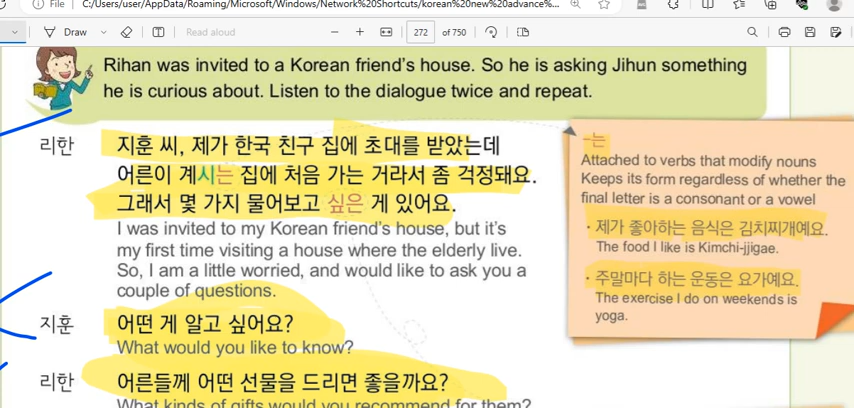 File
C:/Users/user/AppData/Roaming/Microsoft/Windows/Network%20Shortcuts/korean%20new%20advance%...
Draw
Read aloud
272 of 750
Rihan was invited to a Korean friend's house. So he is asking Jihun something
he is curious about. Listen to the dialogue twice and repeat.
리한
지훈 씨, 제가 한국 친구 집에 초대를 받았는데
어른이 계시는 집에 처음 가는 거라서 좀 걱정돼요.
그래서 몇 가지 물어보고 싶은 게 있어요.
I was invited to my Korean friend's house, but it's
my first time visiting a house where the elderly live.
So, I am a little worried, and would like to ask you a
couple of questions.
지훈
어떤 게 알고 싶어요?
What would you like to know?
리한
어른들께 어떤 선물을 드리면 좋을까요?
What kinds of gifts would you recommend for them?
-는
Attached to verbs that modify nouns
Keeps its form regardless of whether the
final letter is a consonant or a vowel
· 제가 좋아하는 음식은 김치찌개예요.
The food I like is Kimchi-jjigae.
· 주말마다 하는 운동은 요가예요.
The exercise I do on weekends is
yoga.